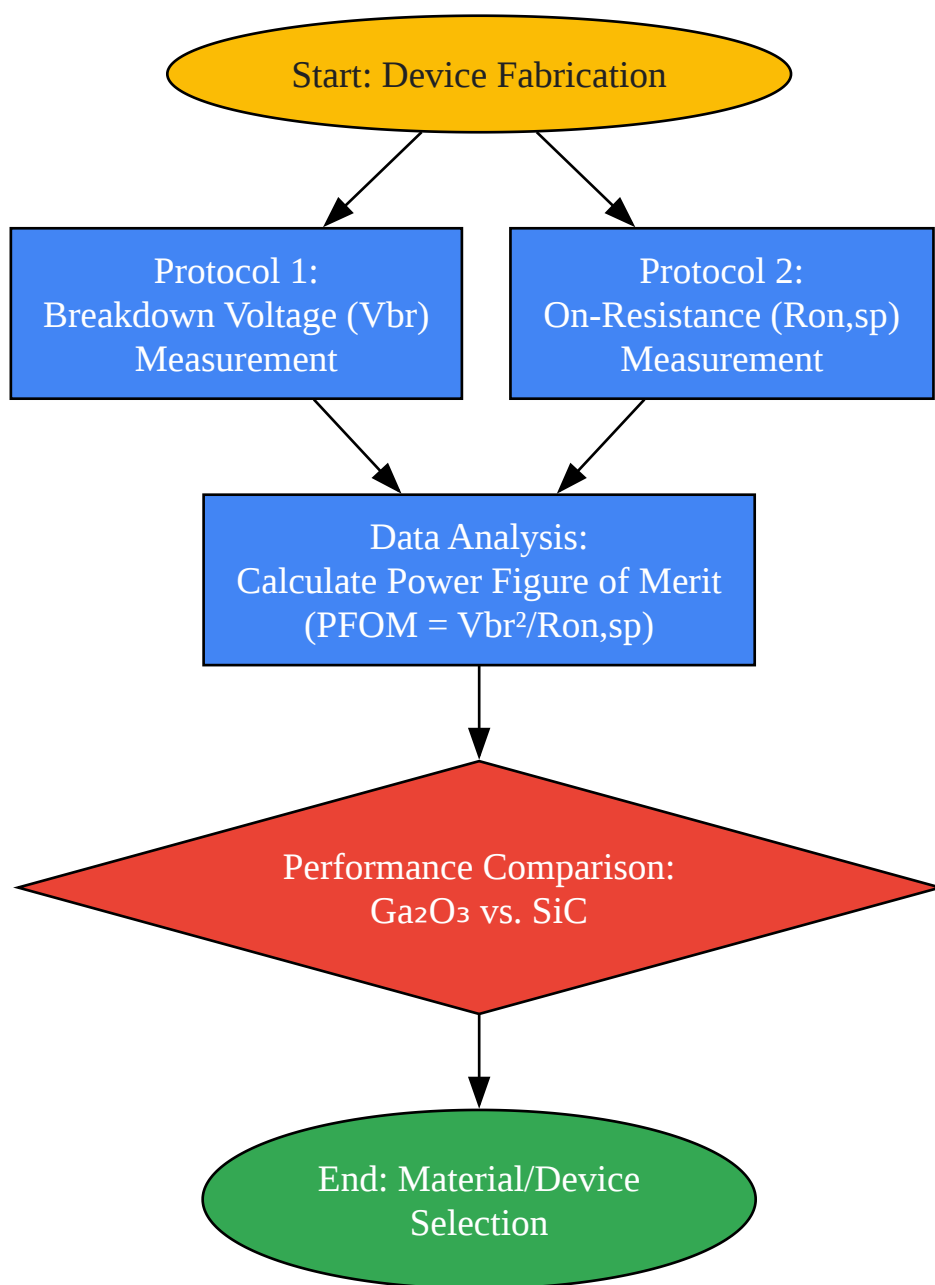 Start: Device Fabrication
Protocol 1:
Breakdown Voltage (Vbr)
Measurement
Protocol 2:
On-Resistance (Ron,sp)
Measurement
Data Analysis:
Calculate Power Figure of Merit
(PFOM = Vbr²/Ron,sp)
Performance Comparison:
Ga₂O₃ vs. SiC
End: Material/Device
Selection